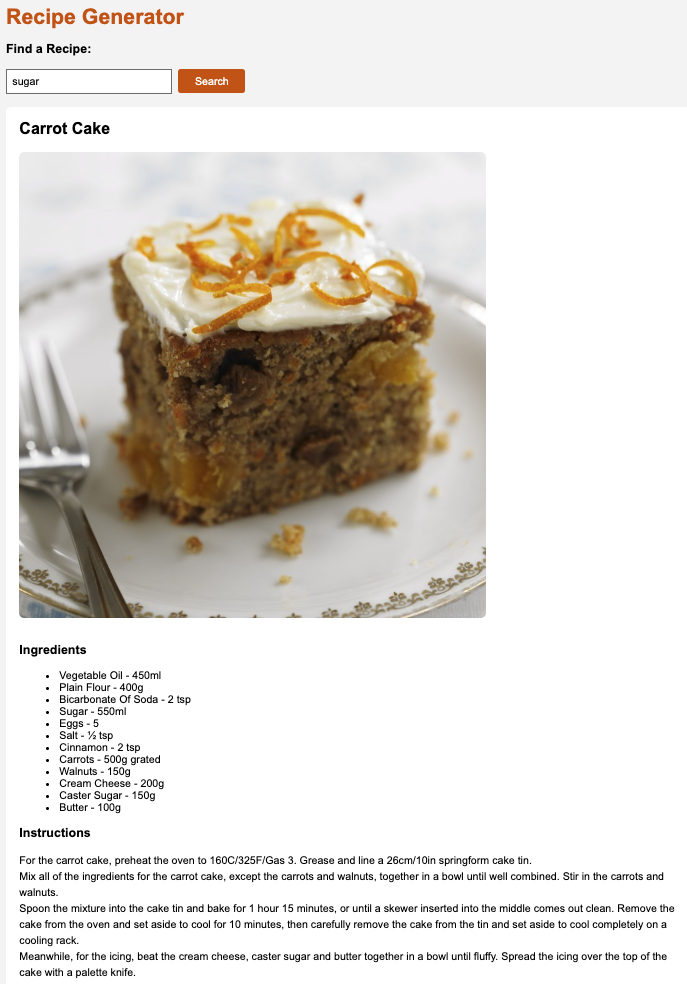 Recipe Generator
Find a Recipe:
sugar
Search
Carrot Cake
Ingredients
• Vegetable Oil - 450ml
• Plain Flour - 400g
• Bicarbonate Of Soda - 2 tsp
• Sugar - 550ml
• Eggs - 5
• Salt - ½ tsp
• Cinnamon - 2 tsp
• Carrots - 500g grated
• Walnuts - 150g
• Cream Cheese - 200g
• Caster Sugar - 150g
• Butter - 100g
Instructions
For the carrot cake, preheat the oven to 160C/325F/Gas 3. Grease and line a 26cm/10in springform cake tin.
Mix all of the ingredients for the carrot cake, except the carrots and walnuts, together in a bowl until well combined. Stir in the carrots and
walnuts.
Spoon the mixture into the cake tin and bake for 1 hour 15 minutes, or until a skewer inserted into the middle comes out clean. Remove the
cake from the oven and set aside to cool for 10 minutes, then carefully remove the cake from the tin and set aside to cool completely on a
cooling rack.
Meanwhile, for the icing, beat the cream cheese, caster sugar and butter together in a bowl until fluffy. Spread the icing over the top of the
cake with a palette knife.